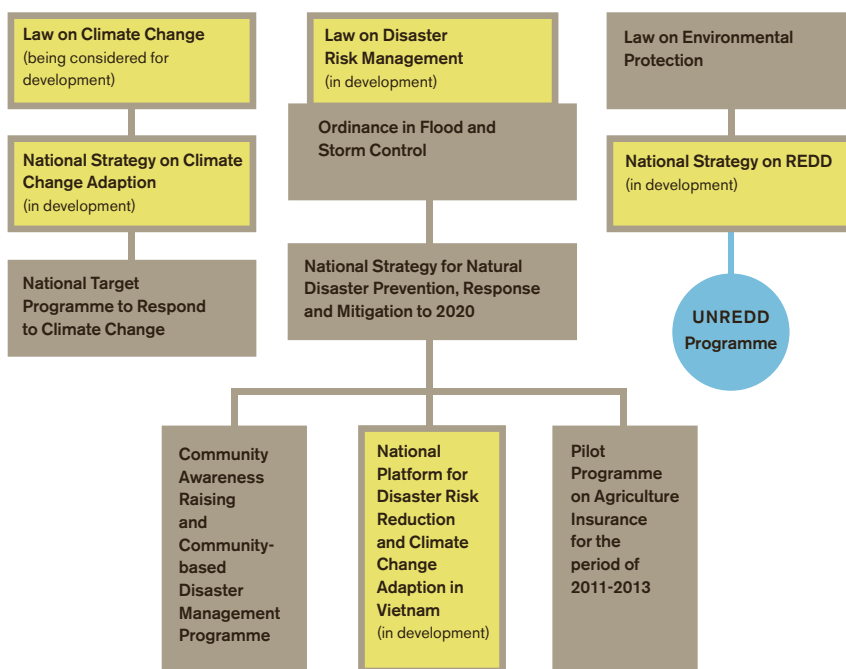 Law on Climate Change
(being considered for
development)
Law on Disaster
Risk Management
(in development)
Law on Environmental
Protection
Ordinance in Flood and
Storm Control
National Strategy on Climate
Change Adaption
(in development)
National Strategy on REDD
(in development)
National Target
Programme to Respond
to Climate Change
National Strategy for Natural
Disaster Prevention, Response
and Mitigation to 2020
UNREDD
Programme
Community
Awareness
Raising
and
Community-
based
Disaster
Management
Programme
National
Platform for
Disaster Risk
Reduction
and Climate
Change
Adaption in
Vietnam
(in development)
Pilot
Programme
on Agriculture
Insurance
for the
period of
2011-2013